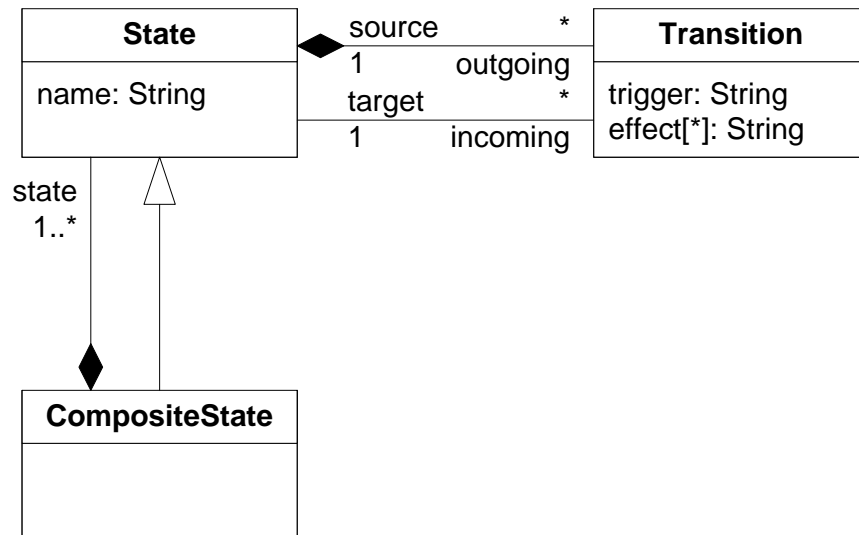 State
name: String
source *
1 outgoing
target *
1 incoming
Transition
trigger: String
effect[*]: String
state
1..*
CompositeState